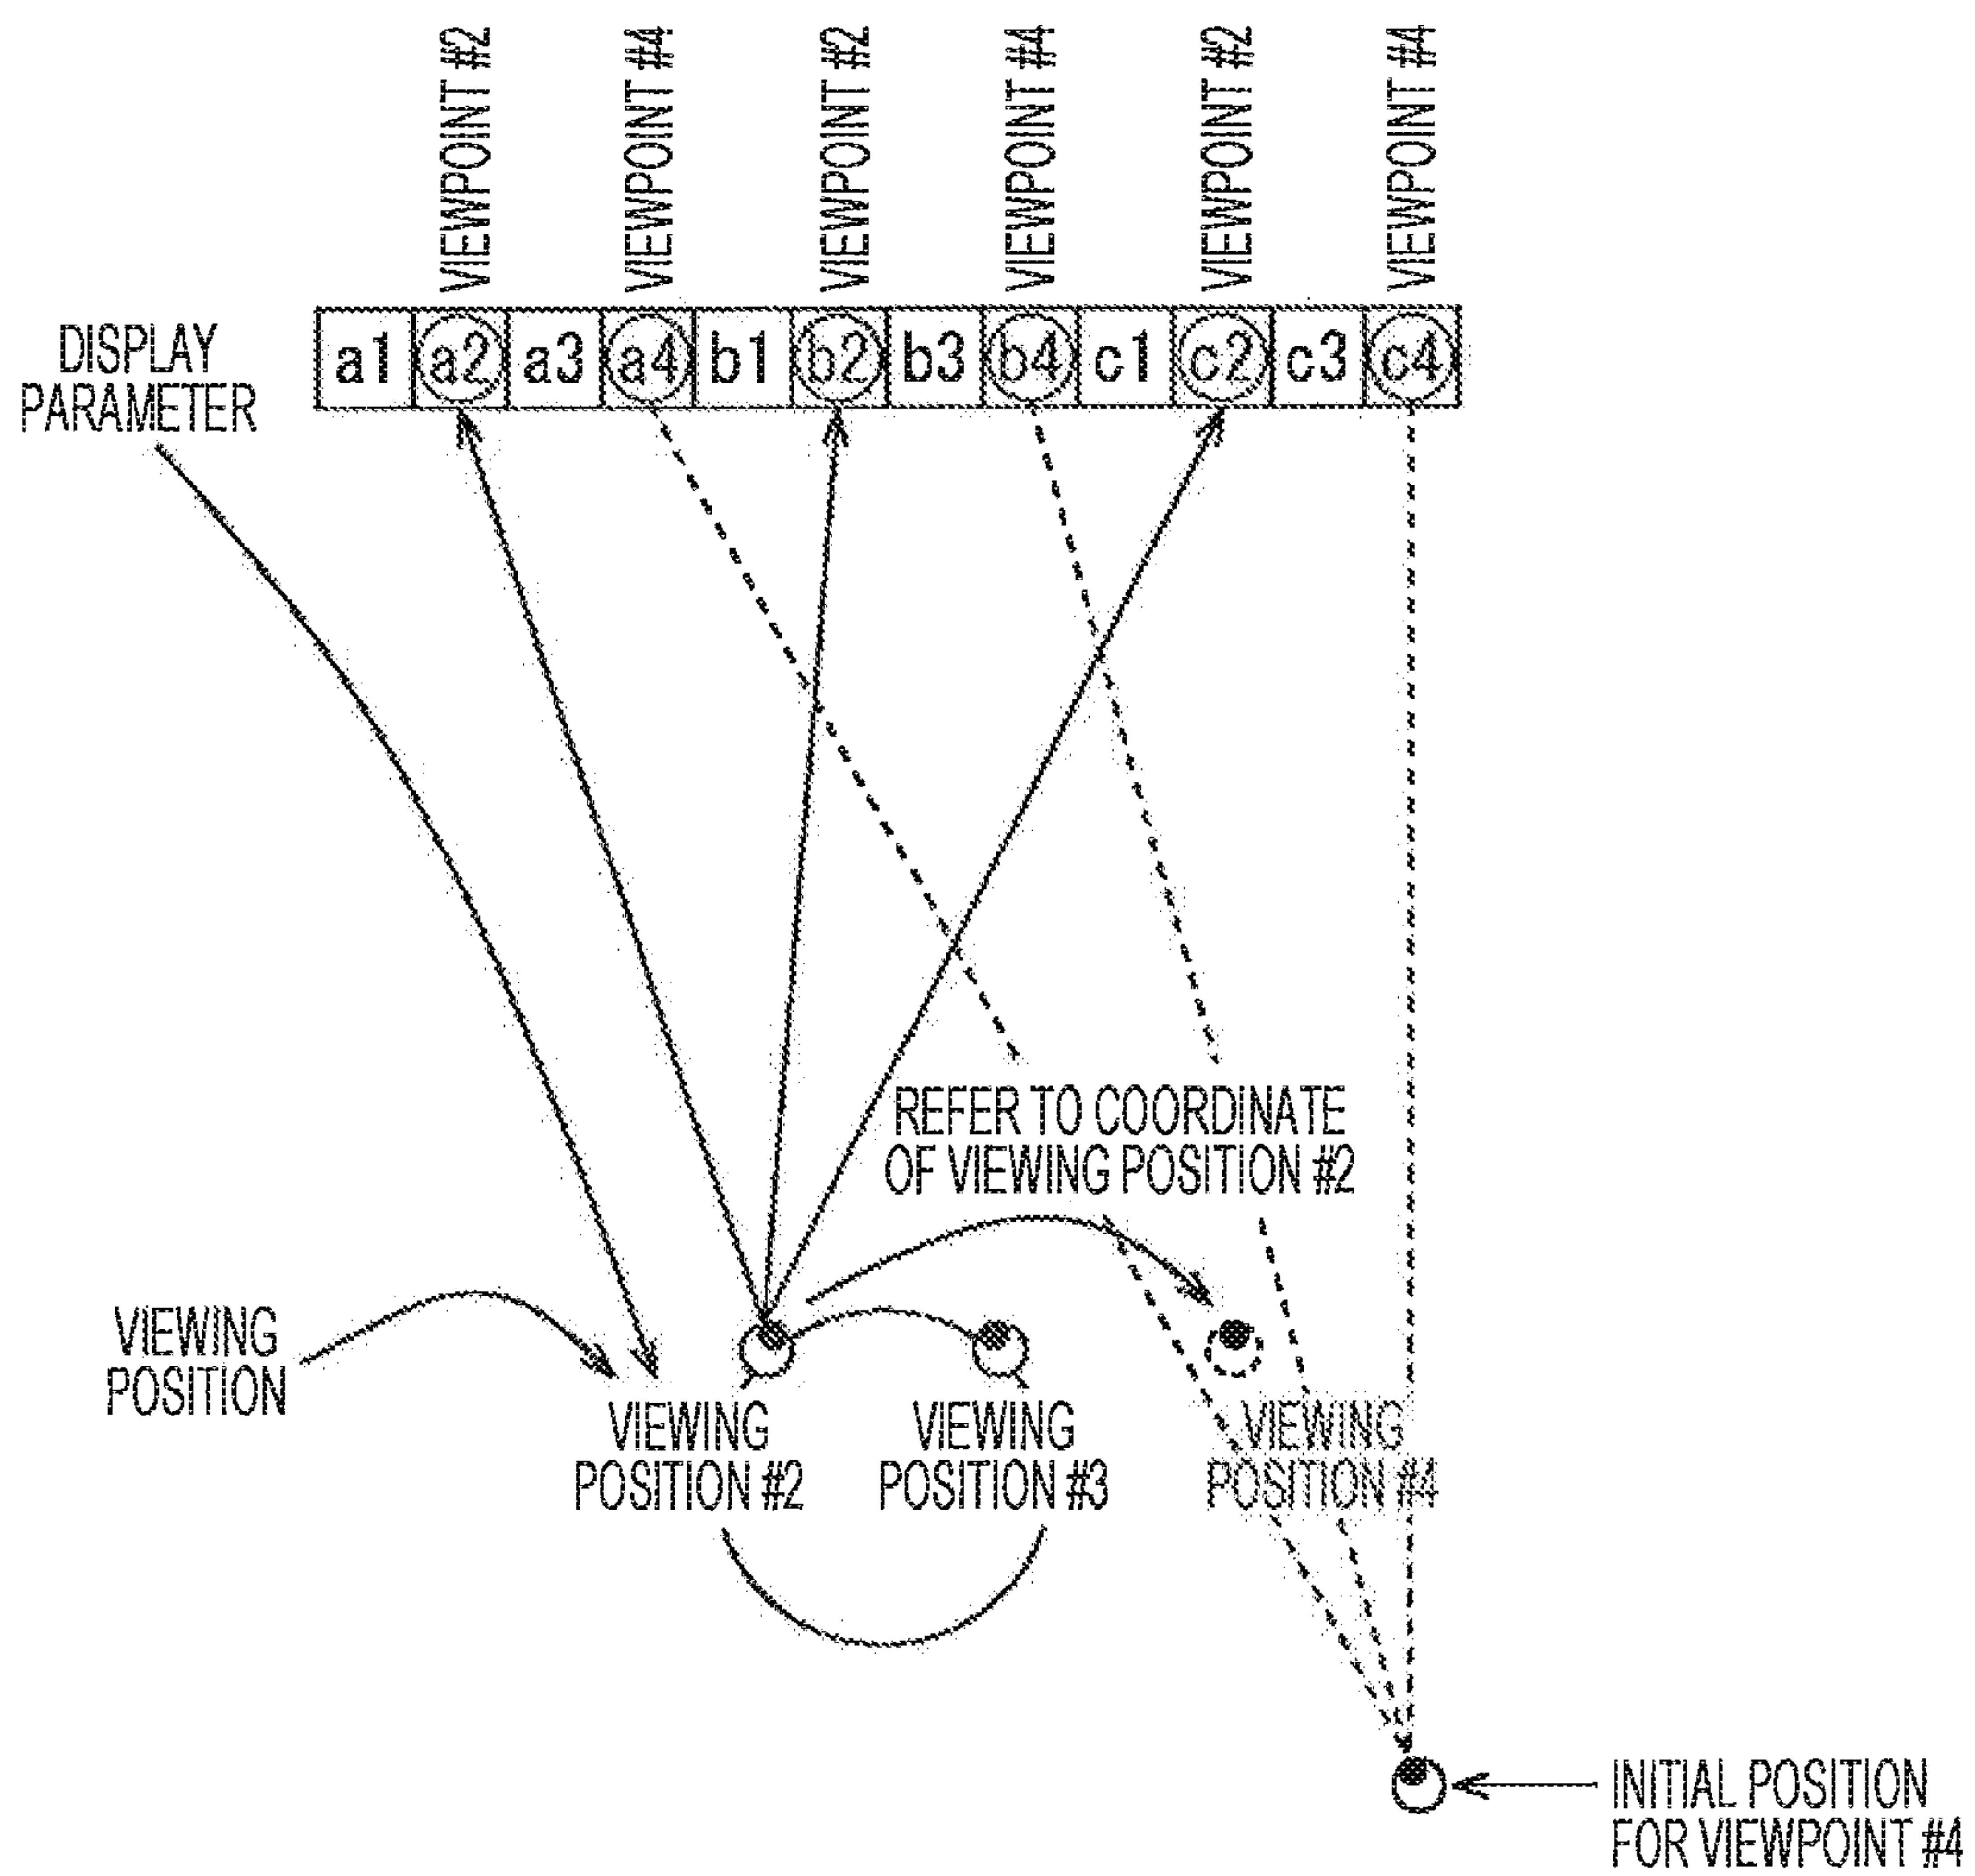 VIEWPOINT #2
VIEWPOINT #4
VIEWPOINT #2
VIEWPOINT #4
VIEWPOINT #2
VIEWPOINT #4
a1 a2 a3 a4 b1 b2 b3 b4 c1 c2 c3 c4
DISPLAY
PARAMETER
REFER TO COORDINATE
OF VIEWING POSITION #2
VIEWING
POSITION
VIEWING
POSITION #2
VIEWING
POSITION #3
VIEWING
POSITION #4
INITIAL POSITION
FOR VIEWPOINT #4